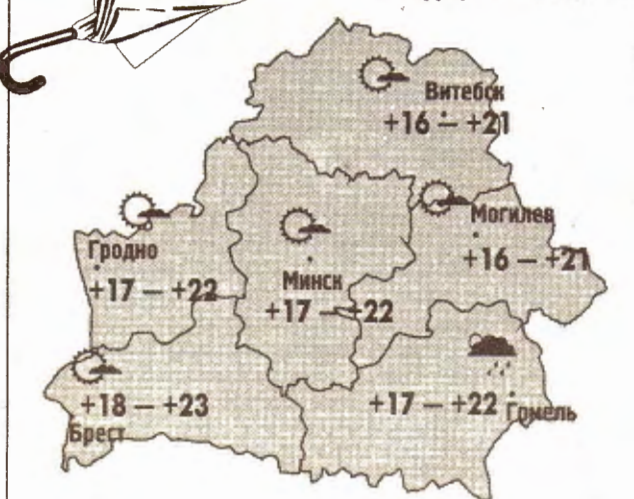 Витебск
+16 — +21
Могилев
+16 — +21
Гродно
+17 — +22
Минск
+17 — +22
+18 — +23
Брест
+17 — +22
Гомель